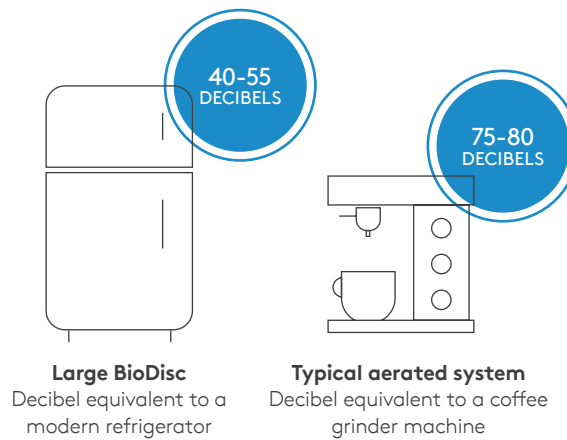 40-55
DECIBELS
75-80
DECIBELS
Large BioDisc
Decibel equivalent to a
modern refrigerator
Typical aerated system
Decibel equivalent to a coffee
grinder machine